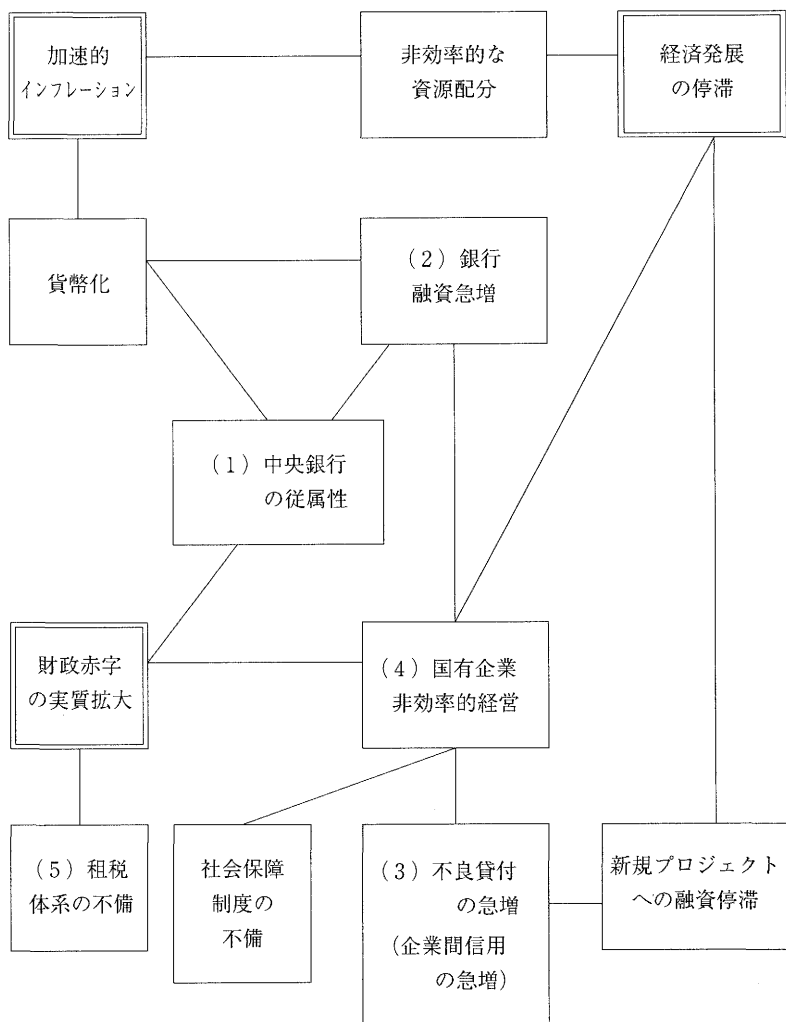 加速的
インフレーション
非効率的な
資源配分
経済発展
の停滞
貨幣化
(2) 銀行
融資急増
(1) 中央銀行
の従属性
財政赤字
の実質拡大
(4) 国有企業
非効率的経営
(5) 租税
体系の不備
社会保障
制度の
不備
(3) 不良貸付
の急増
(企業間信用
の急増)
新規プロジェクト
への融資停滞